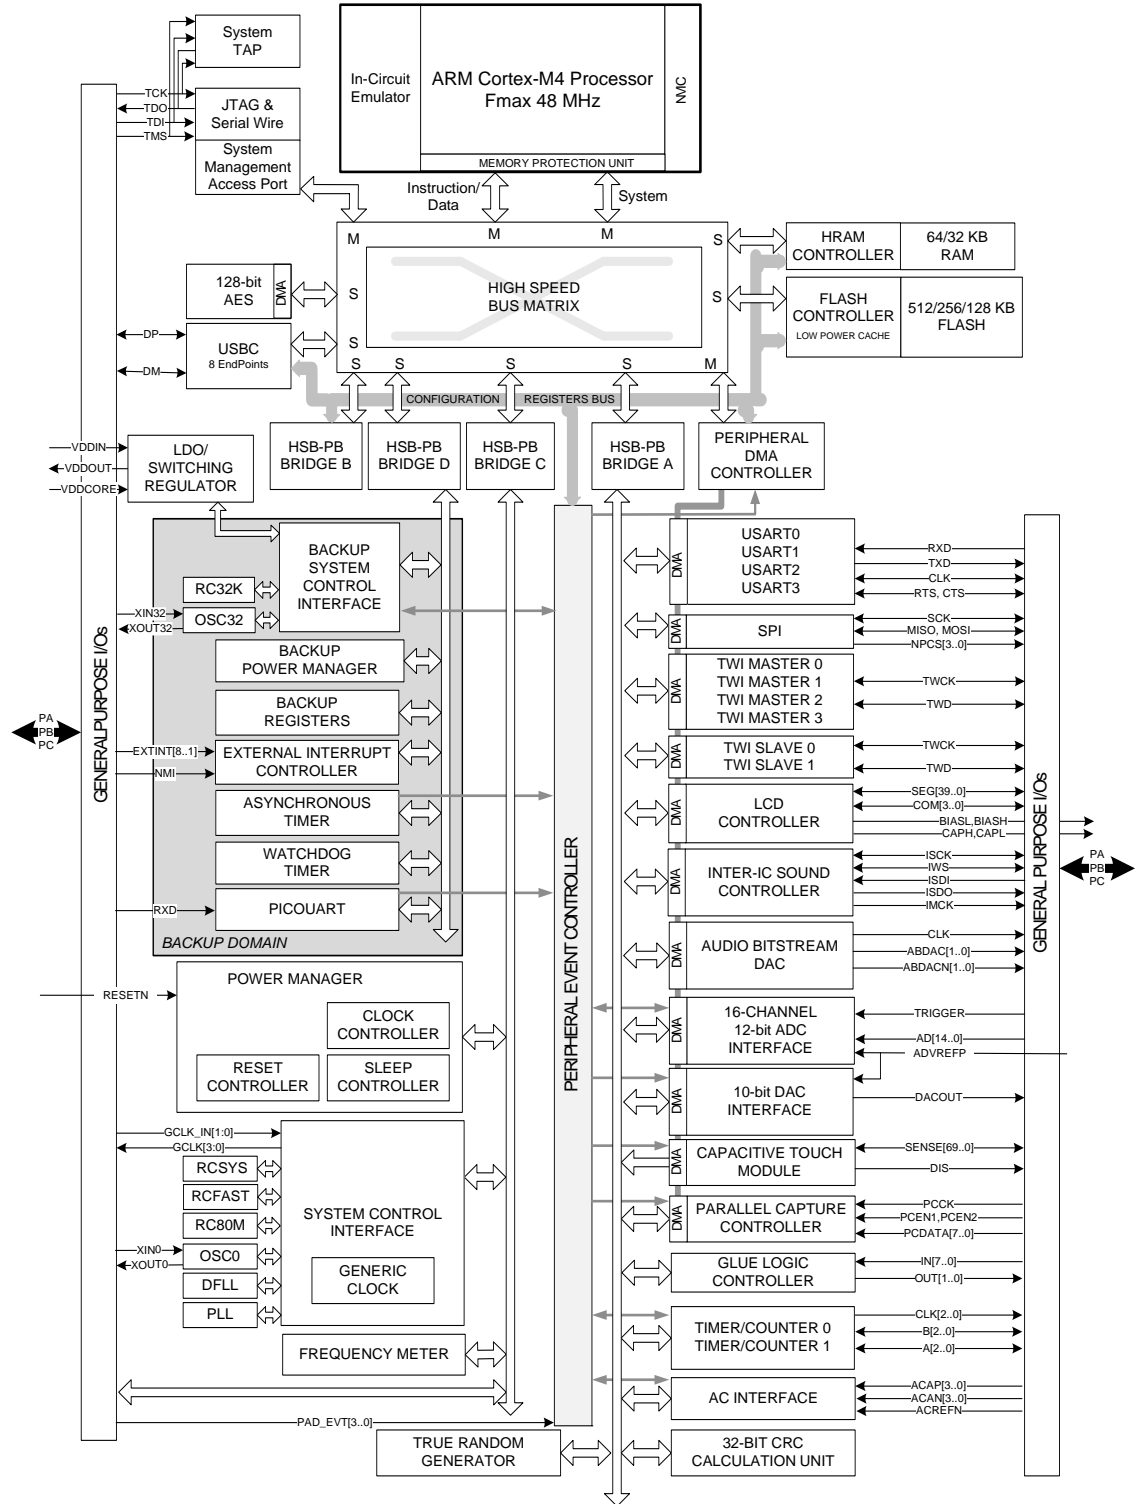 System
TAP
TCK
TDO
TDI
TMS
JTAG &
Serial Wire
System
Management
Access Port
In-Circuit
Emulator
ARM Cortex-M4 Processor
Fmax 48 MHz
NMC
MEMORY PROTECTION UNIT
Instruction/
Data
System
M
M
M
S
HRAM
CONTROLLER
64/32 KB
RAM
128-bit
AES
DMA
S
HIGH SPEED
BUS MATRIX
S
FLASH
CONTROLLER
LOW POWER CACHE
512/256/128 KB
FLASH
DP
DM
USBC
8 EndPoints
S
S
S
S
S
M
CONFIGURATION
REGISTERS BUS
HSB-PB
BRIDGE B
HSB-PB
BRIDGE D
HSB-PB
BRIDGE C
HSB-PB
BRIDGE A
PERIPHERAL
DMA
CONTROLLER
VDDIN
VDDOUT
VDDCORE
LDO/
SWITCHING
REGULATOR
GENERALPURPOSE I/Os
PA
PB
PC
BACKUP
SYSTEM
CONTROL
INTERFACE
RC32K
OSC32
XIN32
XOUT32
BACKUP
POWER MANAGER
BACKUP
REGISTERS
EXTINT[8..1]
NMI
EXTERNAL INTERRUPT
CONTROLLER
ASYNCHRONOUS
TIMER
WATCHDOG
TIMER
RXD
PICOUART
BACKUP DOMAIN
RESETN
POWER MANAGER
CLOCK
CONTROLLER
RESET
CONTROLLER
SLEEP
CONTROLLER
GCLK_IN[1:0]
GCLK[3:0]
RCSYS
RCFAST
RC80M
XIN0
XOUT0
OSC0
DFLL
PLL
SYSTEM CONTROL
INTERFACE
GENERIC
CLOCK
FREQUENCY METER
PAD_EVT[3..0]
TRUE RANDOM
GENERATOR
PERIPHERAL EVENT CONTROLLER
DMA
USART0
USART1
USART2
USART3
RXD
TXD
CLK
RTS, CTS
DMA
SPI
SCK
MISO, MOSI
NPCS[3..0]
DMA
TWI MASTER 0
TWI MASTER 1
TWI MASTER 2
TWI MASTER 3
TWCK
TWD
DMA
TWI SLAVE 0
TWI SLAVE 1
TWCK
TWD
DMA
LCD
CONTROLLER
SEG[39..0]
COM[3..0]
BIASL,BIASH
CAPH,CAPL
DMA
INTER-IC SOUND
CONTROLLER
ISCK
IWS
ISDI
ISDO
IMCK
DMA
AUDIO BITSTREAM
DAC
CLK
ABDAC[1..0]
ABDACN[1..0]
DMA
16-CHANNEL
12-bit ADC
INTERFACE
TRIGGER
AD[14..0]
ADVREFP
DMA
10-bit DAC
INTERFACE
DACOUT
DMA
CAPACITIVE TOUCH
MODULE
SENSE[69..0]
DIS
DMA
PARALLEL CAPTURE
CONTROLLER
PCCK
PCEN1,PCEN2
PCDATA[7..0]
GLUE LOGIC
CONTROLLER
IN[7..0]
OUT[1..0]
TIMER/COUNTER 0
TIMER/COUNTER 1
CLK[2..0]
B[2..0]
A[2..0]
AC INTERFACE
ACAP[3..0]
ACAN[3..0]
ACREFN
32-BIT CRC
CALCULATION UNIT
GENERAL PURPOSE I/Os
PA
PB
PC